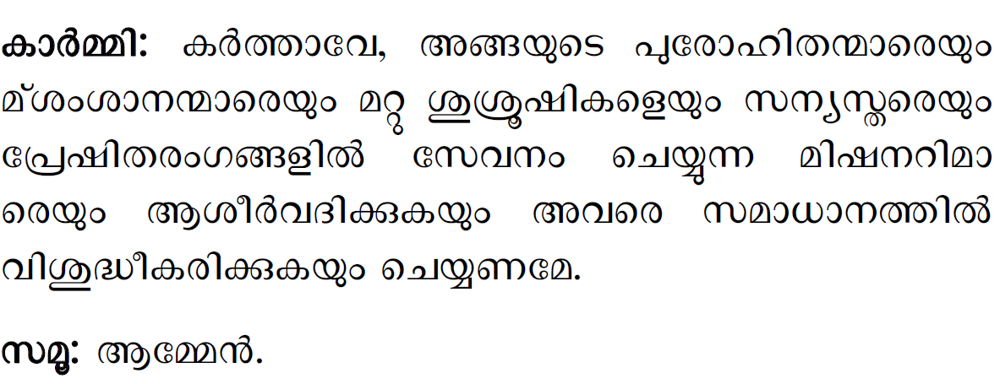 കാർമ്മി: കർത്താവേ, അങ്ങയുടെ പുരോഹിതന്മാരെയും
മ്ശംശാനന്മാരെയും മറ്റു ശുശ്രൂഷികളെയും സന്യസ്തരെയും
പ്രേഷിതരംഗങ്ങളിൽ സേവനം ചെയ്യുന്ന മിഷനറിമാ
രെയും ആശീർവദിക്കുകയും അവരെ സമാധാനത്തിൽ
വിശുദ്ധീകരിക്കുകയും ചെയ്യണമേ.
സമൂ: ആമ്മേൻ.